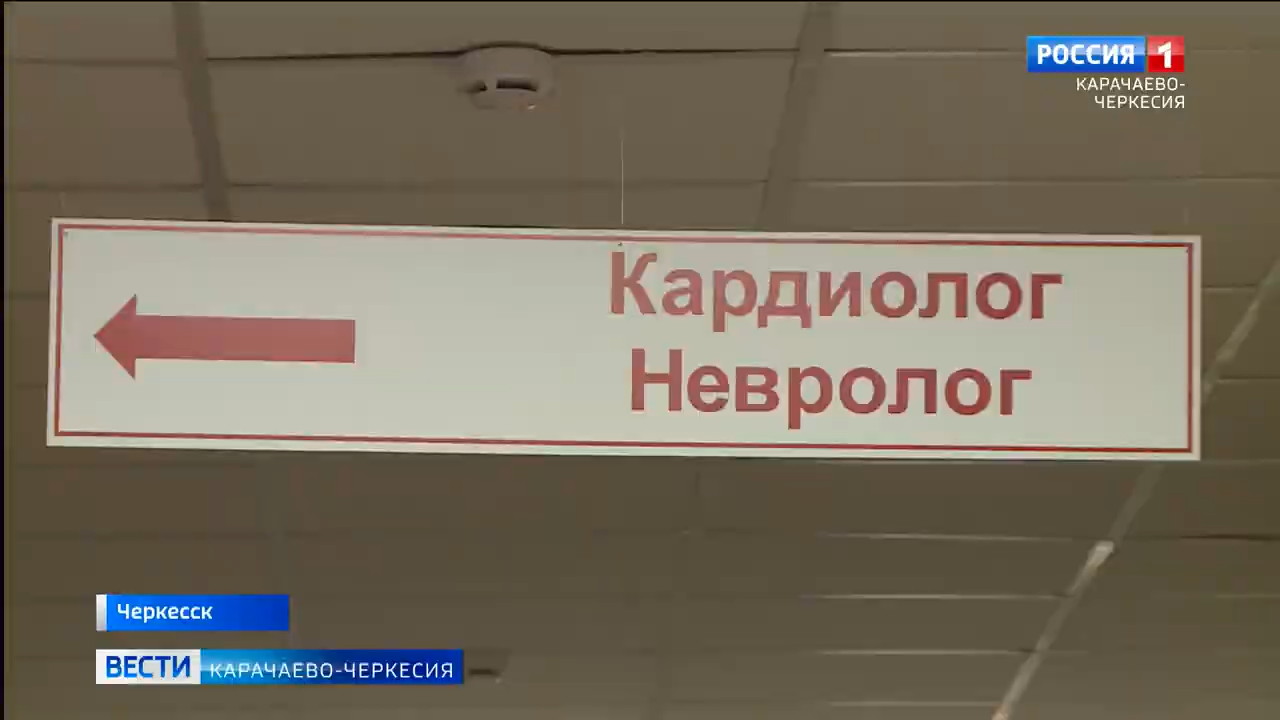 РОССИЯ 1
КАРАЧАЕВО-
ЧЕРКЕСИЯ
Кардиолог
Невролог
Черкесск
ВЕСТИ КАРАЧАЕВО-ЧЕРКЕСИЯ